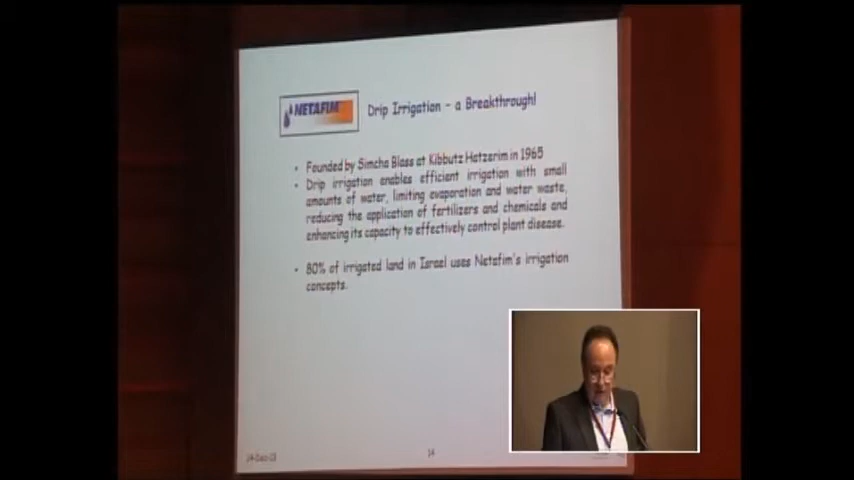 NETAFIM
Drip Irrigation - a Breakthrough!
• Founded by Simcha Blass at Kibbutz Hatzerim in 1965
• Drip irrigation enables efficient irrigation with small
amounts of water, limiting evaporation and water waste,
reducing the application of fertilizers and chemicals and
enhancing its capacity to effectively control plant disease.
• 80% of irrigated land in Israel uses Netafim's irrigation
concepts.
14